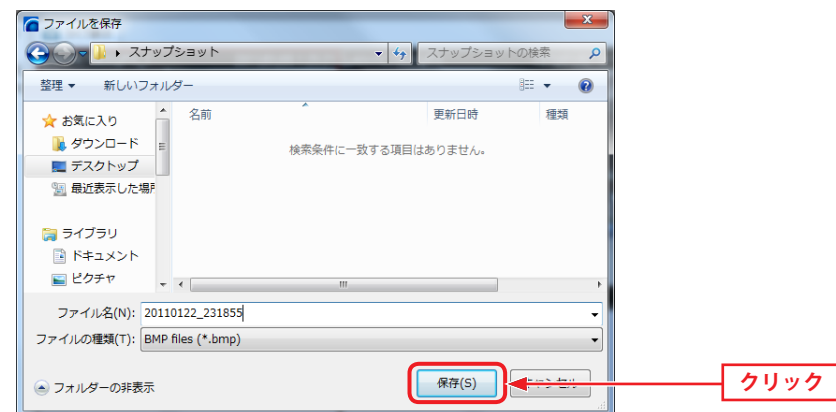 ファイルを保存
スナップショット
スナップショットの検索
整理
新しいフォルダー
お気に入り
ダウンロード
デスクトップ
最近表示した場所
ライブラリ
ドキュメント
ピクチャ
名前
更新日時
種類
検索条件に一致する項目はありません。
ファイル名(N): 20110122_231855
ファイルの種類(T): BMP files (*.bmp)
フォルダーの非表示
保存(S)
キャンセル
クリック